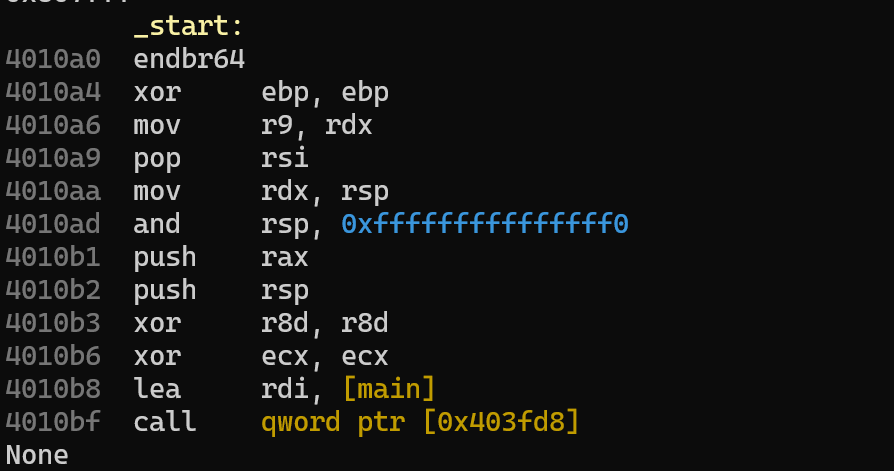 _start:
4010a0 endbr64
4010a4 xor ebp, ebp
4010a6 mov r9, rdx
4010a9 pop rsi
4010aa mov rdx, rsp
4010ad and rsp, 0xfffffffffffffff0
4010b1 push rax
4010b2 push rsp
4010b3 xor r8d, r8d
4010b6 xor ecx, ecx
4010b8 lea rdi, [main]
4010bf call qword ptr [0x403fd8]
None